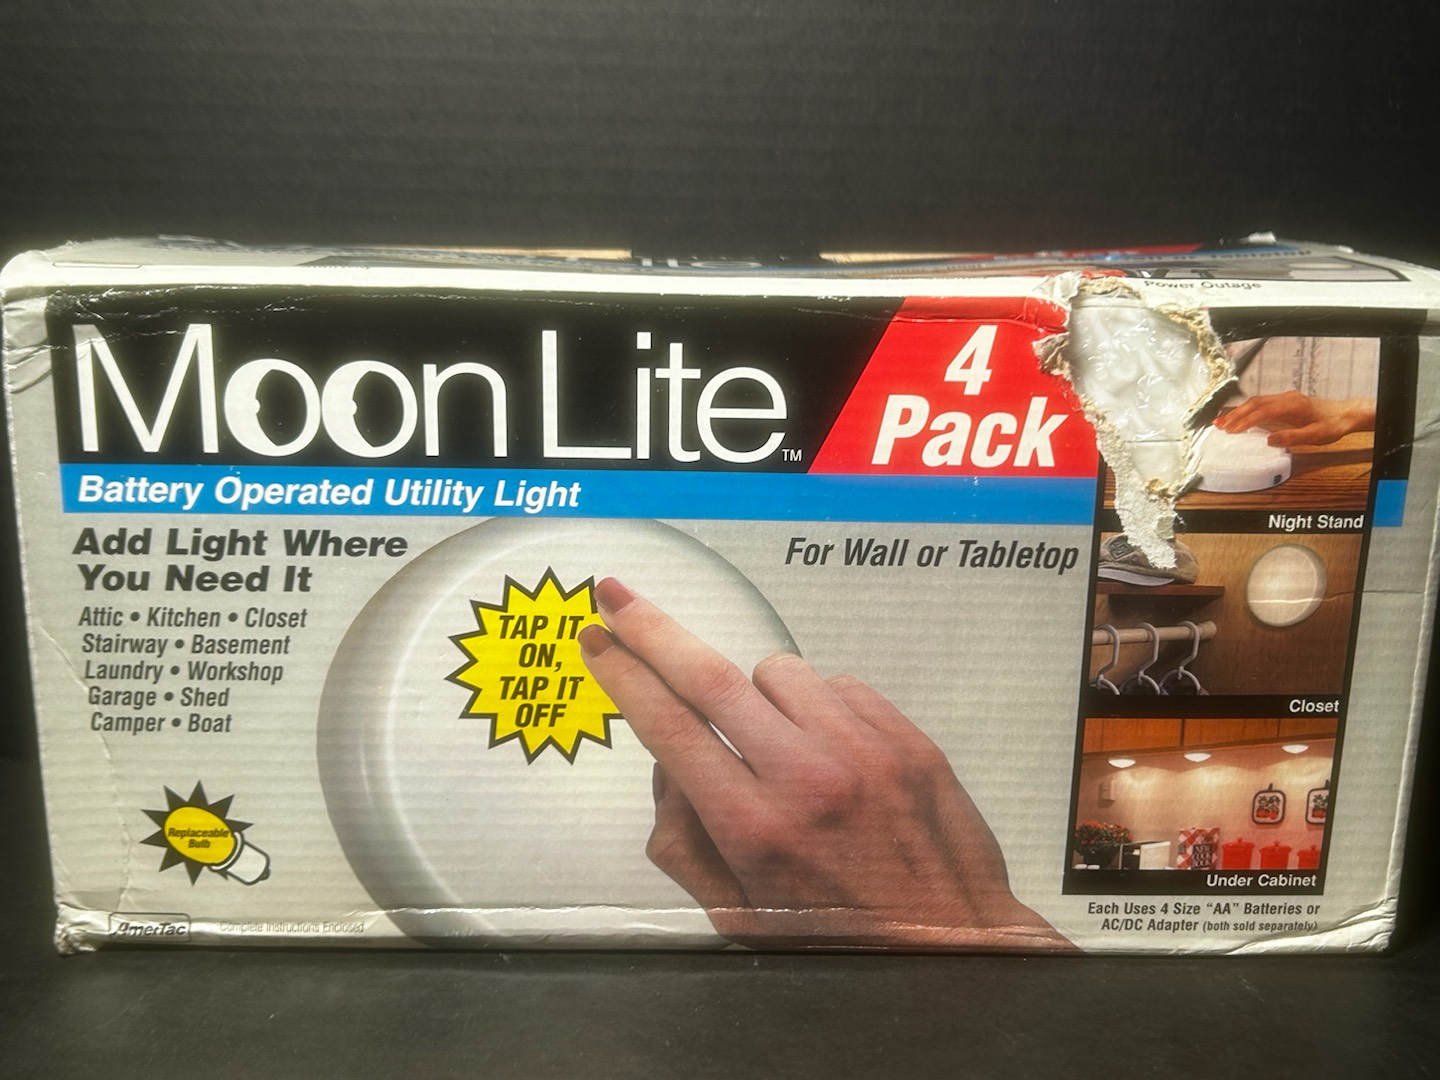 Power Outage
Moon Lite™
4
Pack
Battery Operated Utility Light
Add Light Where
You Need It
Attic • Kitchen • Closet
Stairway • Basement
Laundry • Workshop
Garage • Shed
Camper • Boat
For Wall or Tabletop
TAP IT
ON,
TAP IT
OFF
Replaceable
Bulb
Night Stand
Closet
Under Cabinet
Each Uses 4 Size “AA” Batteries or
AC/DC Adapter (both sold separately)
AmerTac
Complete Instructions Enclosed